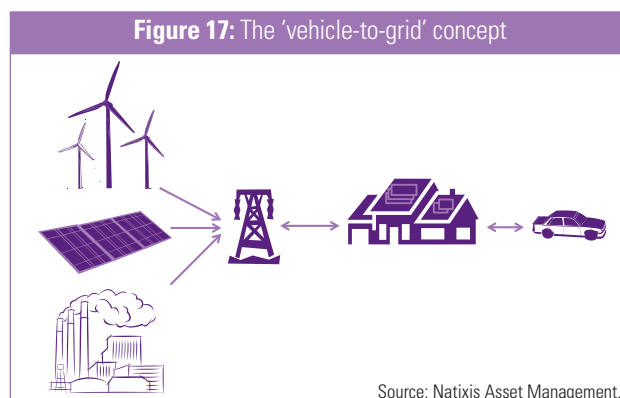 Figure 17: The ‘vehicle-to-grid’ concept
Source: Natixis Asset Management.